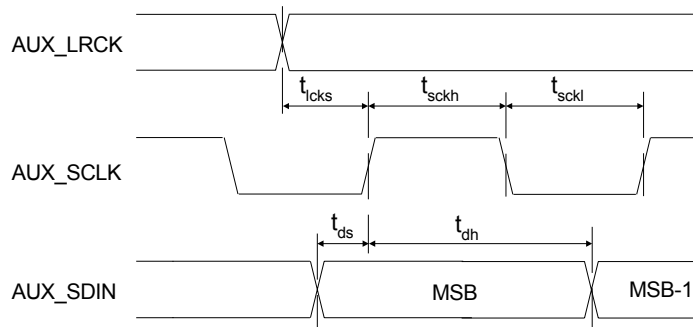 AUX_LRCK
t_lcks
t_sckh
t_sckl
AUX_SCLK
t_ds
t_dh
AUX_SDIN
MSB
MSB-1